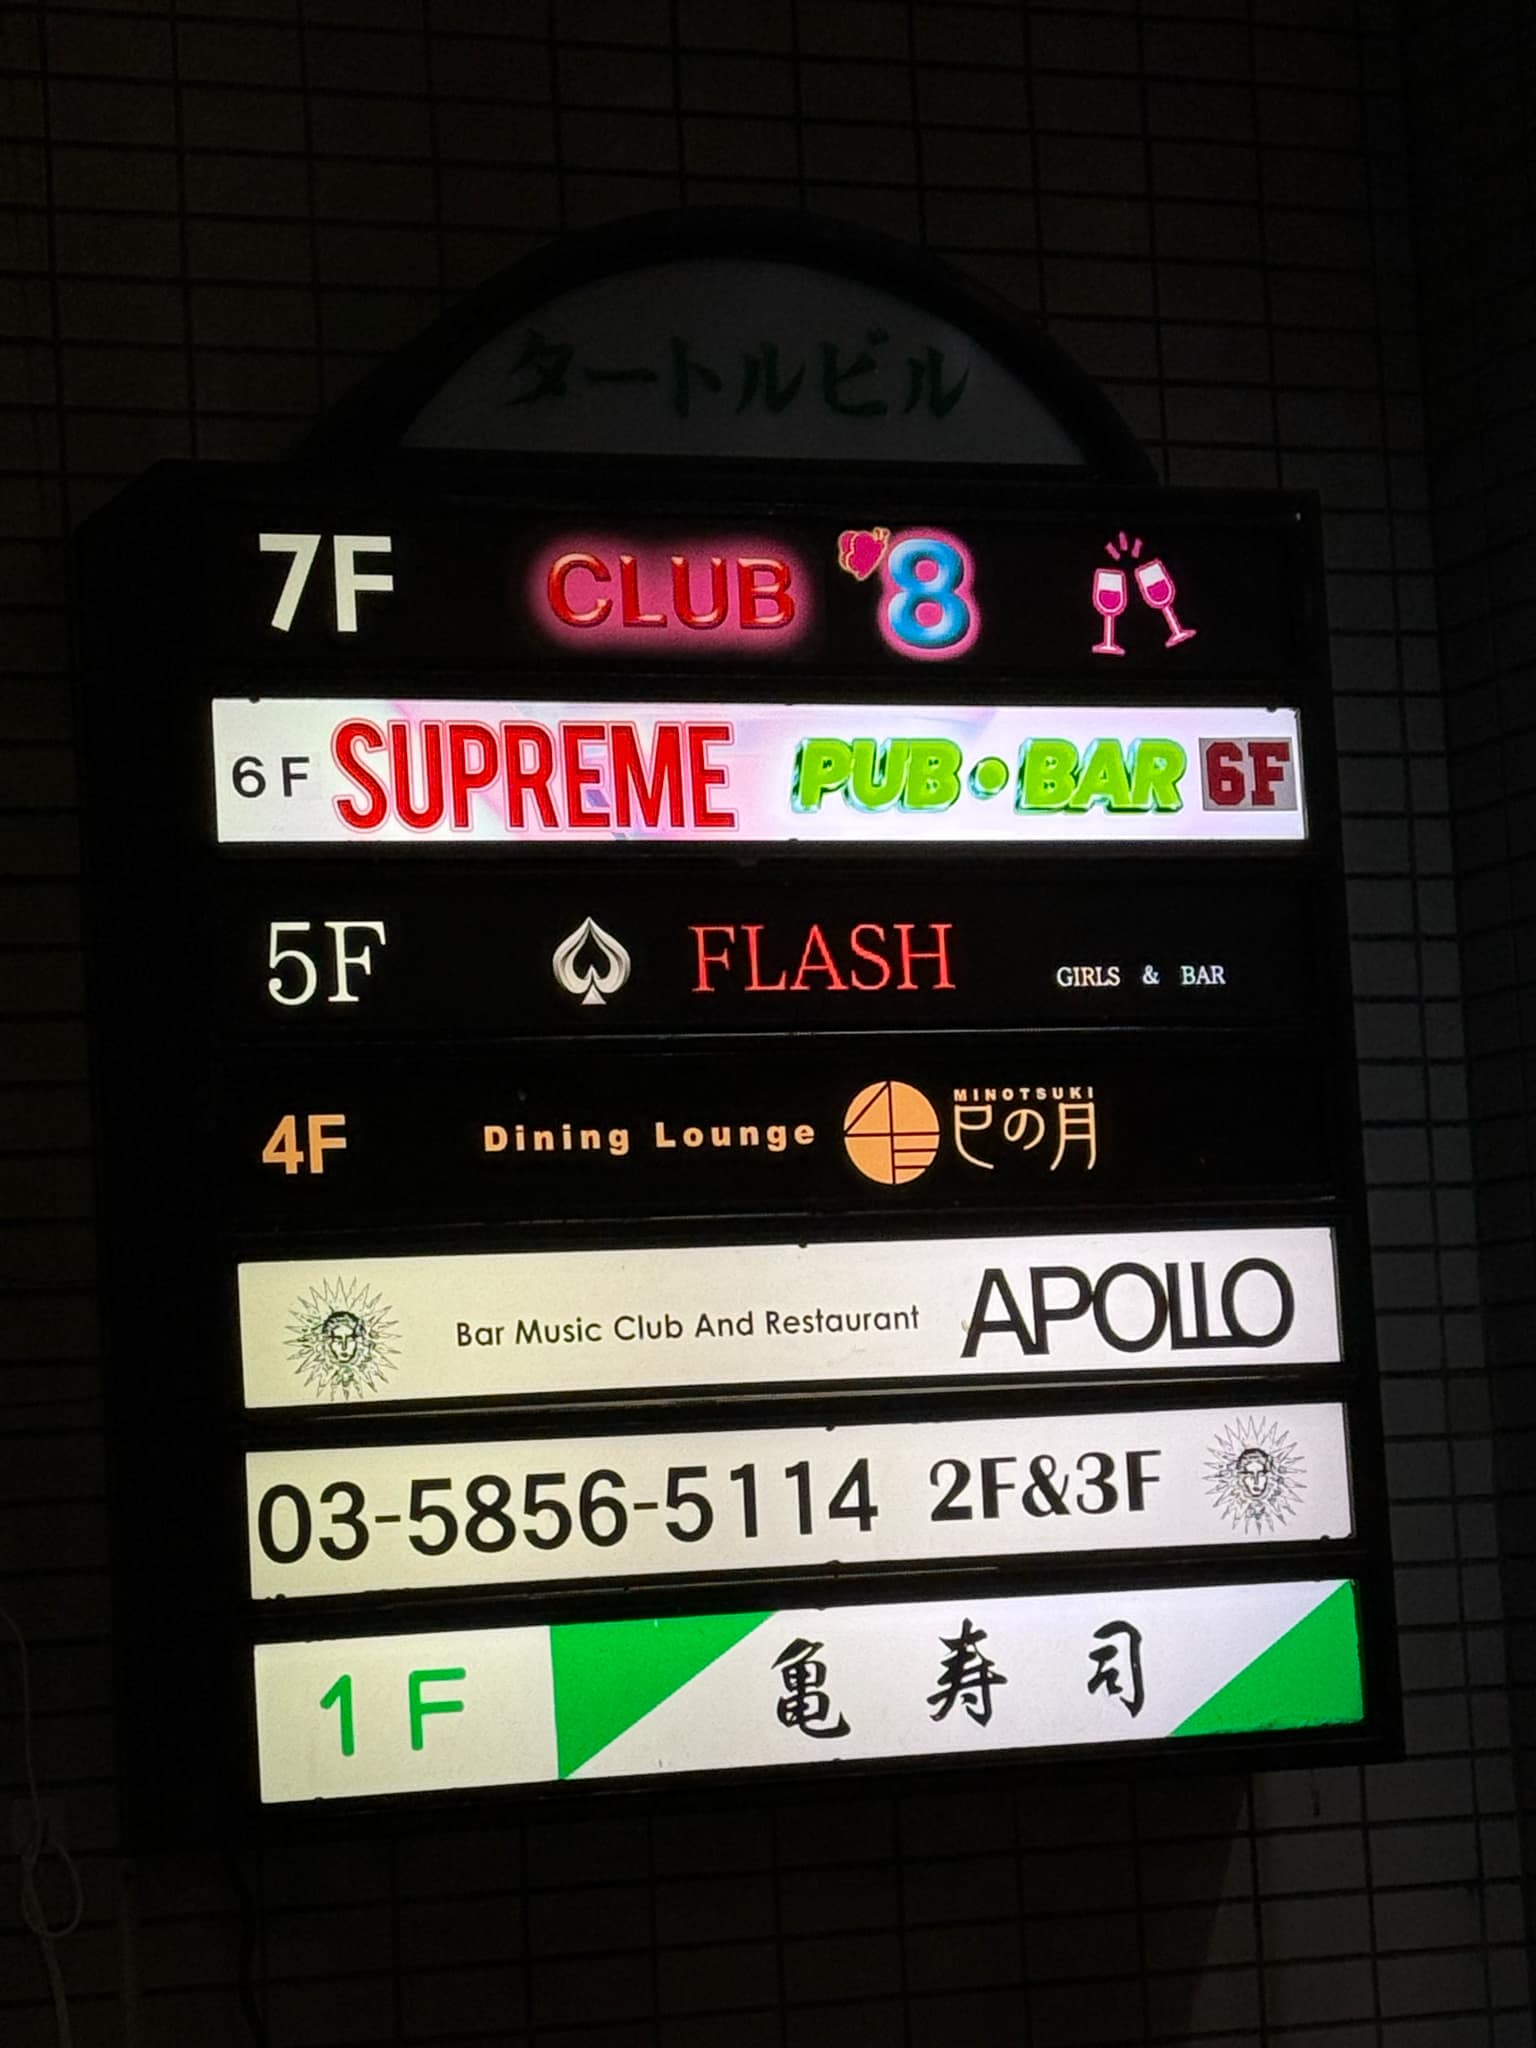 タートルビル
7F CLUB 8
6F SUPREME PUB・BAR 6F
5F FLASH GIRLS & BAR
4F Dining Lounge MINOTSUKI 巳の月
Bar Music Club And Restaurant APOLLO
03-5856-5114 2F&3F
1F 亀寿司